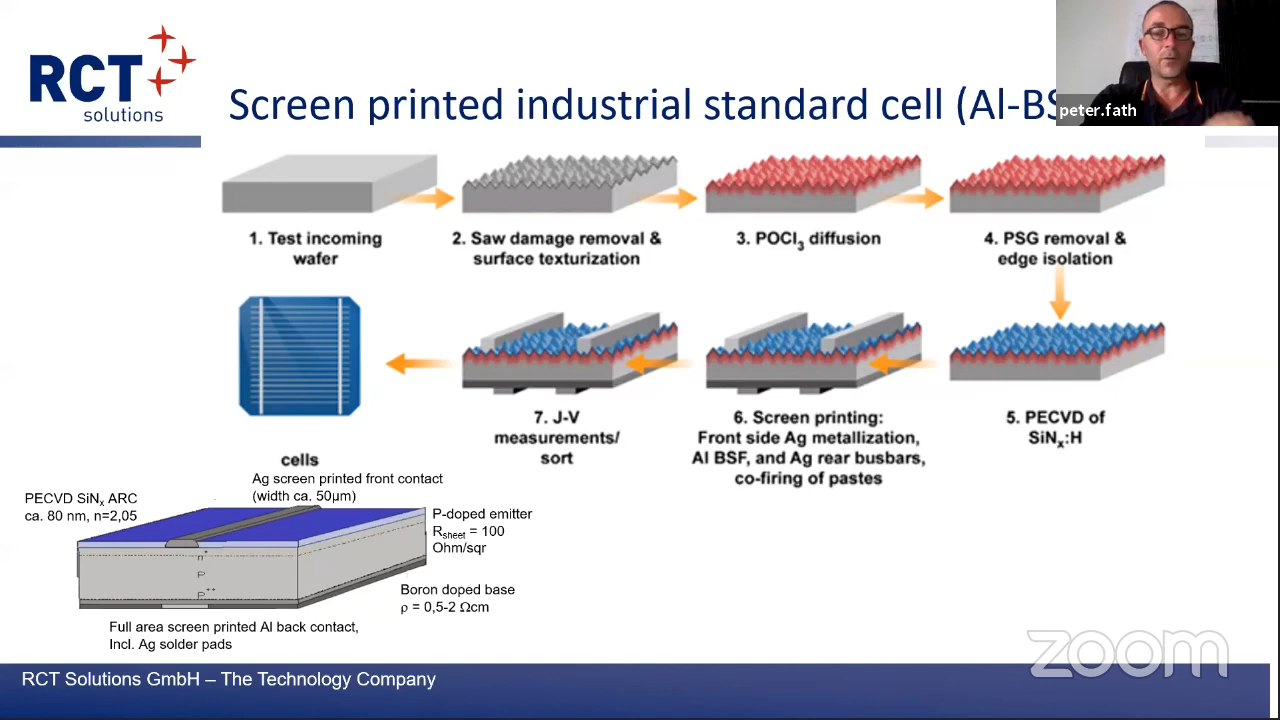 RCT
solutions
Screen printed industrial standard cell (Al-BS
peter.fath
1. Test incoming
wafer
2. Saw damage removal &
surface texturization
3. POCl3 diffusion
4. PSG removal &
edge isolation
cells
7. J-V
measurements/
sort
6. Screen printing:
Front side Ag metallization,
Al BSF, and Ag rear busbars,
co-firing of pastes
5. PECVD of
SiNx:H
Ag screen printed front contact
(width ca. 50µm)
PECVD SiNx ARC
ca. 80 nm, n=2,05
P-doped emitter
Rsheet = 100
Ohm/sqr
n+
P
P++
Boron doped base
ρ = 0,5-2 Ωcm
Full area screen printed Al back contact,
Incl. Ag solder pads
zoom
RCT Solutions GmbH – The Technology Company